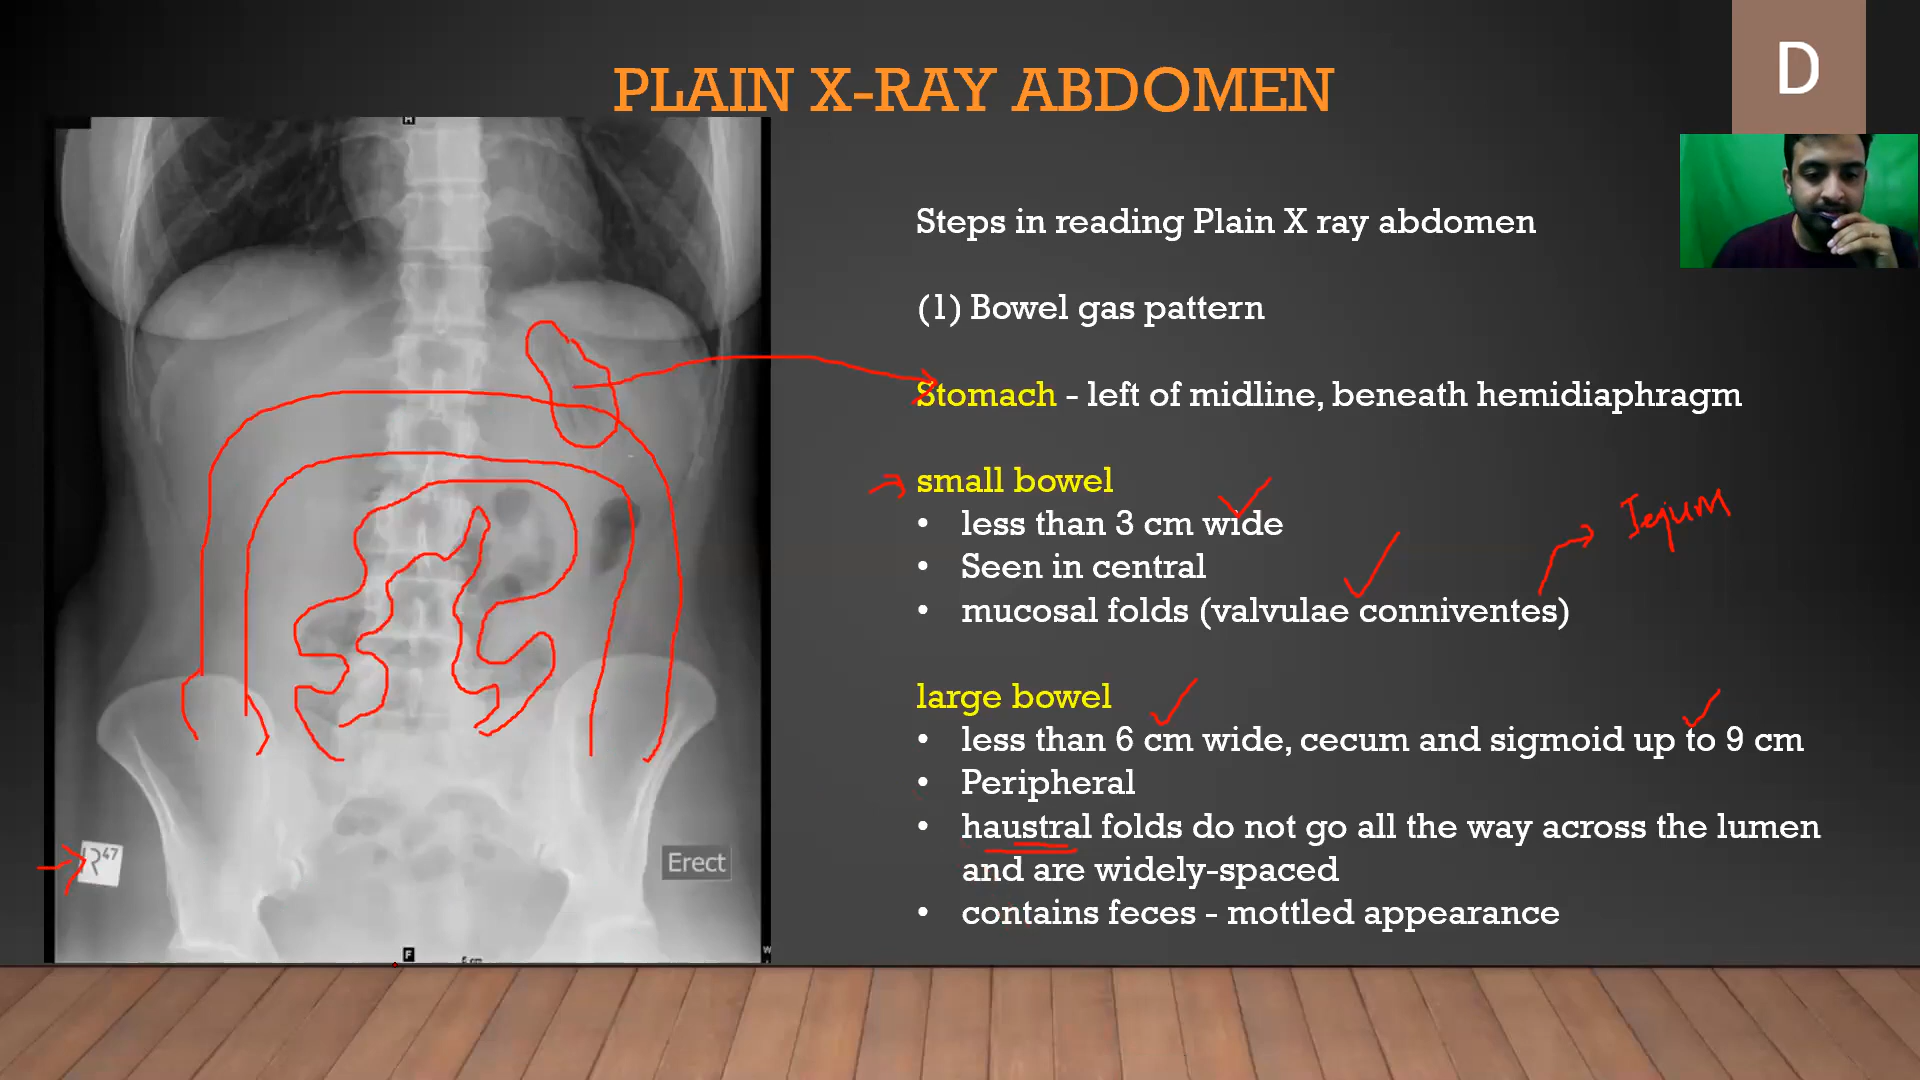 PLAIN X-RAY ABDOMEN
D
H
Steps in reading Plain X ray abdomen
(1) Bowel gas pattern
Stomach - left of midline, beneath hemidiaphragm
small bowel
• less than 3 cm wide
• Seen in central
• mucosal folds (valvulae conniventes)
Jejum
large bowel
• less than 6 cm wide, cecum and sigmoid up to 9 cm
• Peripheral
• haustral folds do not go all the way across the lumen
and are widely-spaced
• contains feces - mottled appearance
R47
Erect
F
W